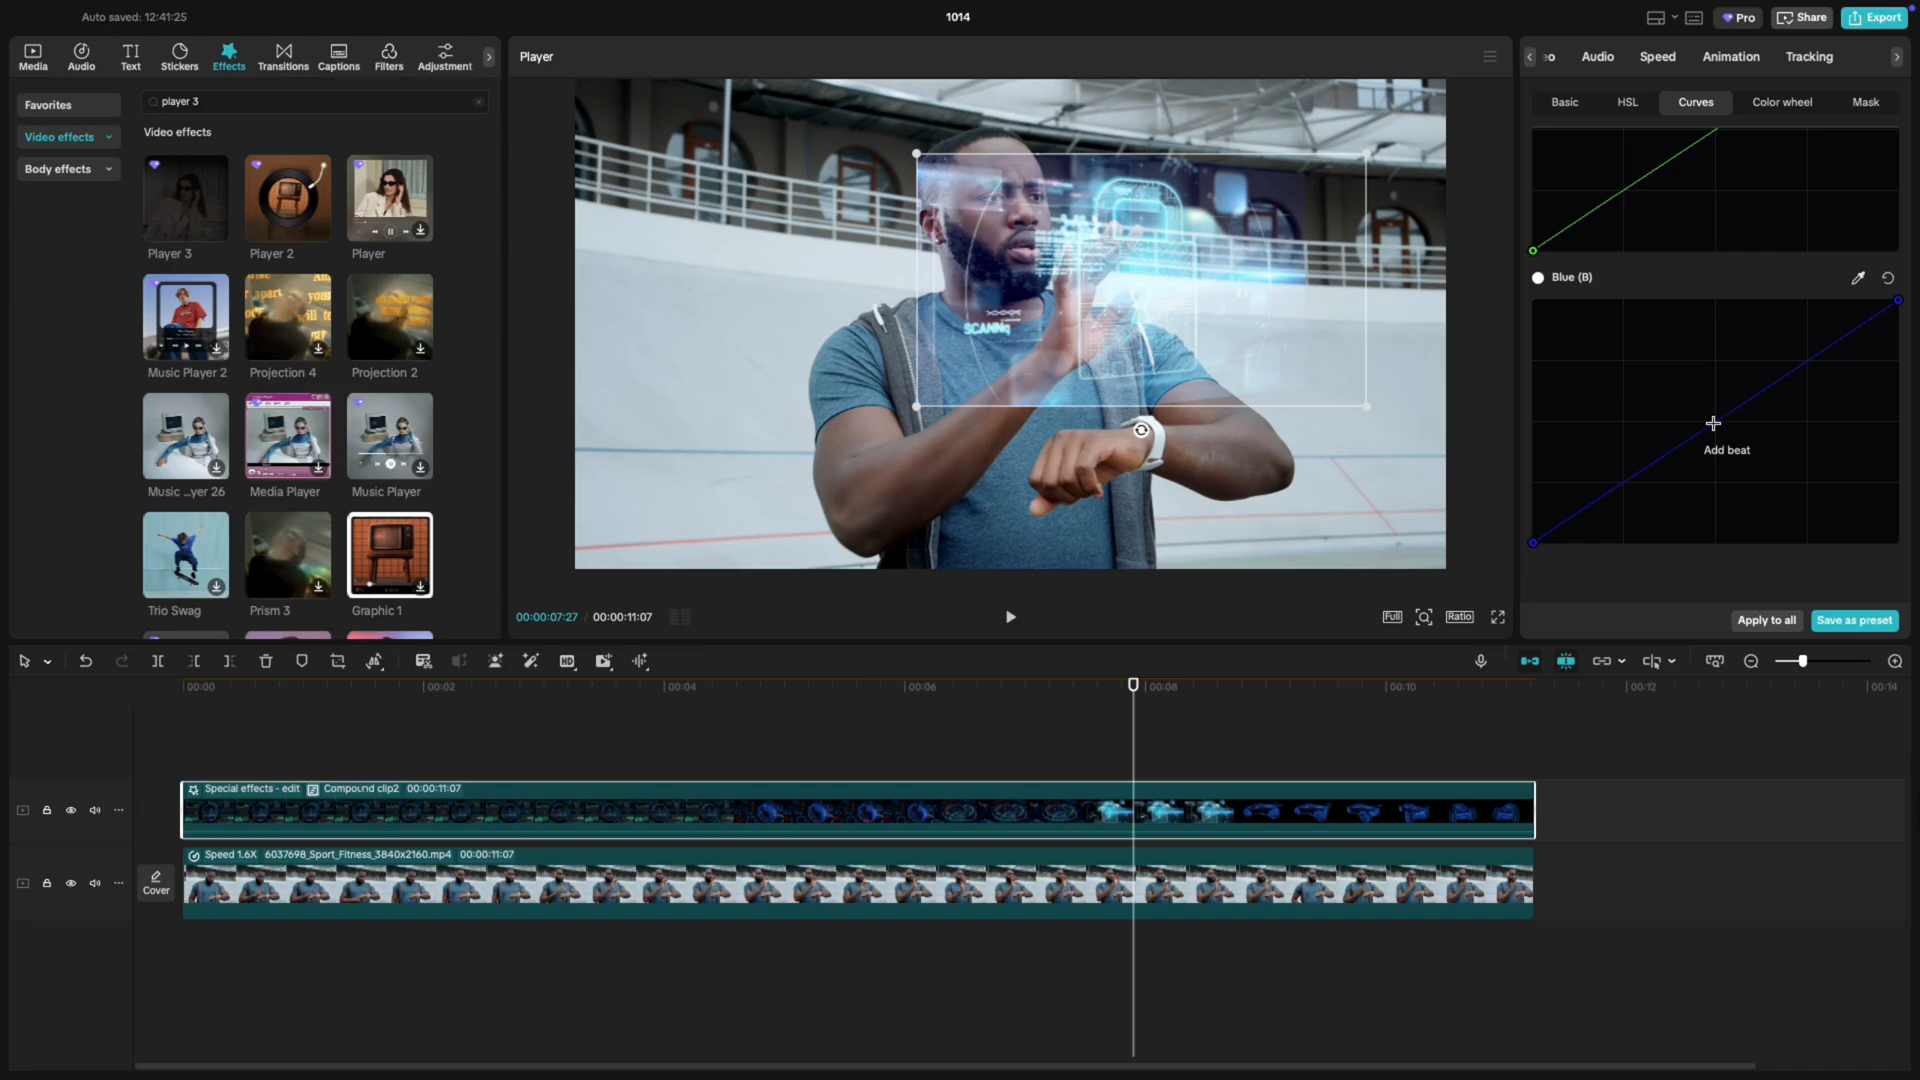 Auto saved: 12:41:25
1014
Pro
Share
Export
Media
Audio
Text
Stickers
Effects
Transitions
Captions
Filters
Adjustment
Favorites
Video effects
Body effects
player 3
Video effects
Player 3
Player 2
Player
Music Player 2
Projection 4
Projection 2
Music ...yer 26
Media Player
Music Player
Trio Swag
Prism 3
Graphic 1
Player
00:00:07:27 / 00:00:11:07
Full
Ratio
eo
Audio
Speed
Animation
Tracking
Basic
HSL
Curves
Color wheel
Mask
Blue (B)
Add beat
Apply to all
Save as preset
00:00
00:02
00:04
00:06
00:08
00:10
00:12
00:14
Special effects - edit Compound clip2 00:00:11:07
Speed 1.6X 6037698_Sport_Fitness_3840x2160.mp4 00:00:11:07
Cover